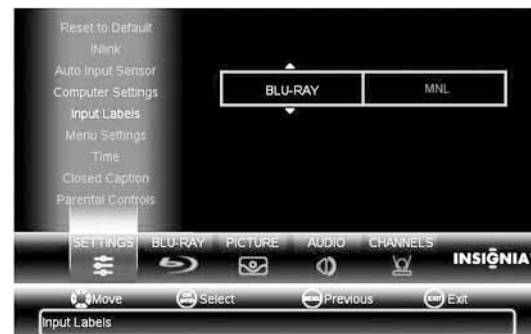 Reset to Default
INlink
Auto Input Sensor
Computer Settings
Input Labels
Menu Settings
Time
Closed Caption
Parental Controls
BLU-RAY MNL
SETTINGS BLU-RAY PICTURE AUDIO CHANNELS
INSIGNIA
Move Select Previous Exit
Input Labels